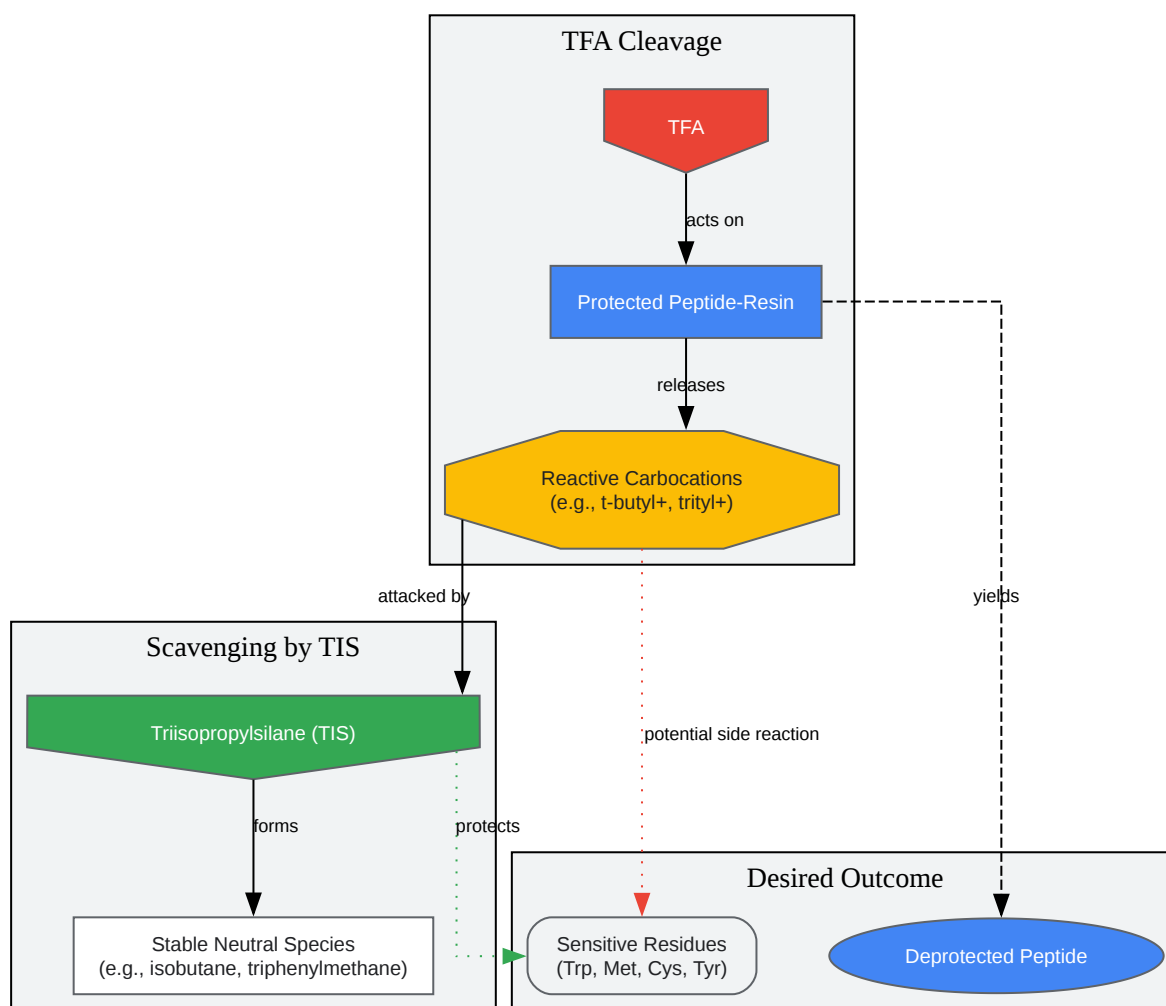 TFA Cleavage
TFA
acts on
Protected Peptide-Resin
releases
Reactive Carbocations
(e.g., t-butyl+, trityl+)
attacked by
yields
Scavenging by TIS
Triisopropylsilane (TIS)
potential side reaction
forms
protects
Desired Outcome
Stable Neutral Species
(e.g., isobutane, triphenylmethane)
Sensitive Residues
(Trp, Met, Cys, Tyr)
Deprotected Peptide